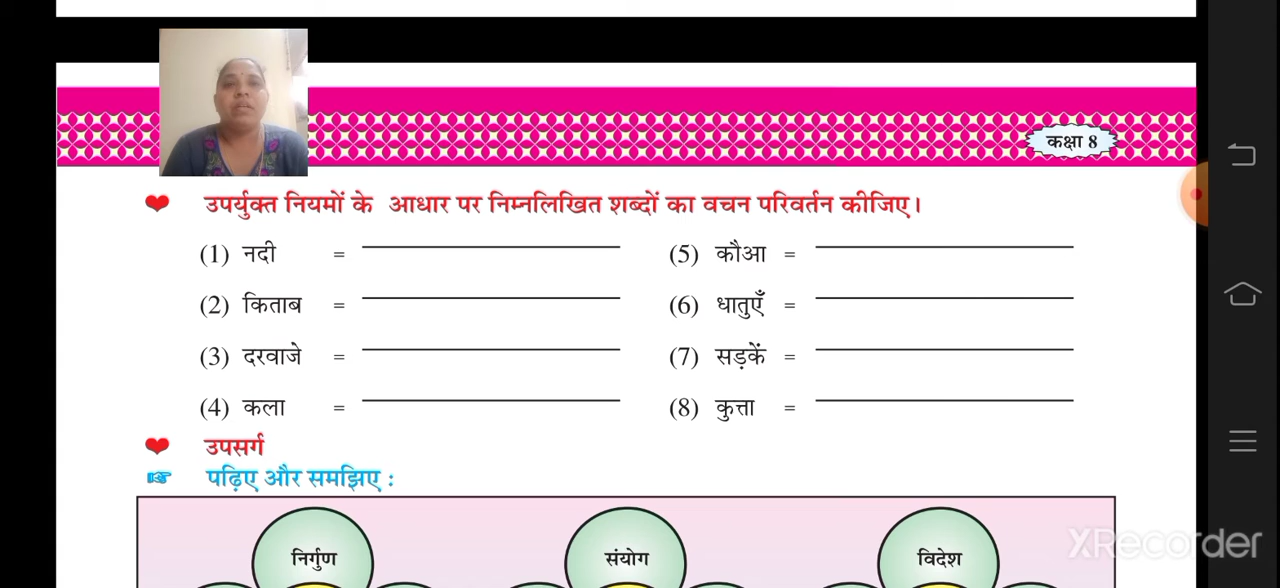 कक्षा 8
उपर्युक्त नियमों के आधार पर निम्नलिखित शब्दों का वचन परिवर्तन कीजिए।
(1) नदी = (5) कौआ =
(2) किताब = (6) धातुएँ =
(3) दरवाजे = (7) सड़कें =
(4) कला = (8) कुत्ता =
उपसर्ग
पढ़िए और समझिए :
निर्गुण संयोग विदेश
XRecorder